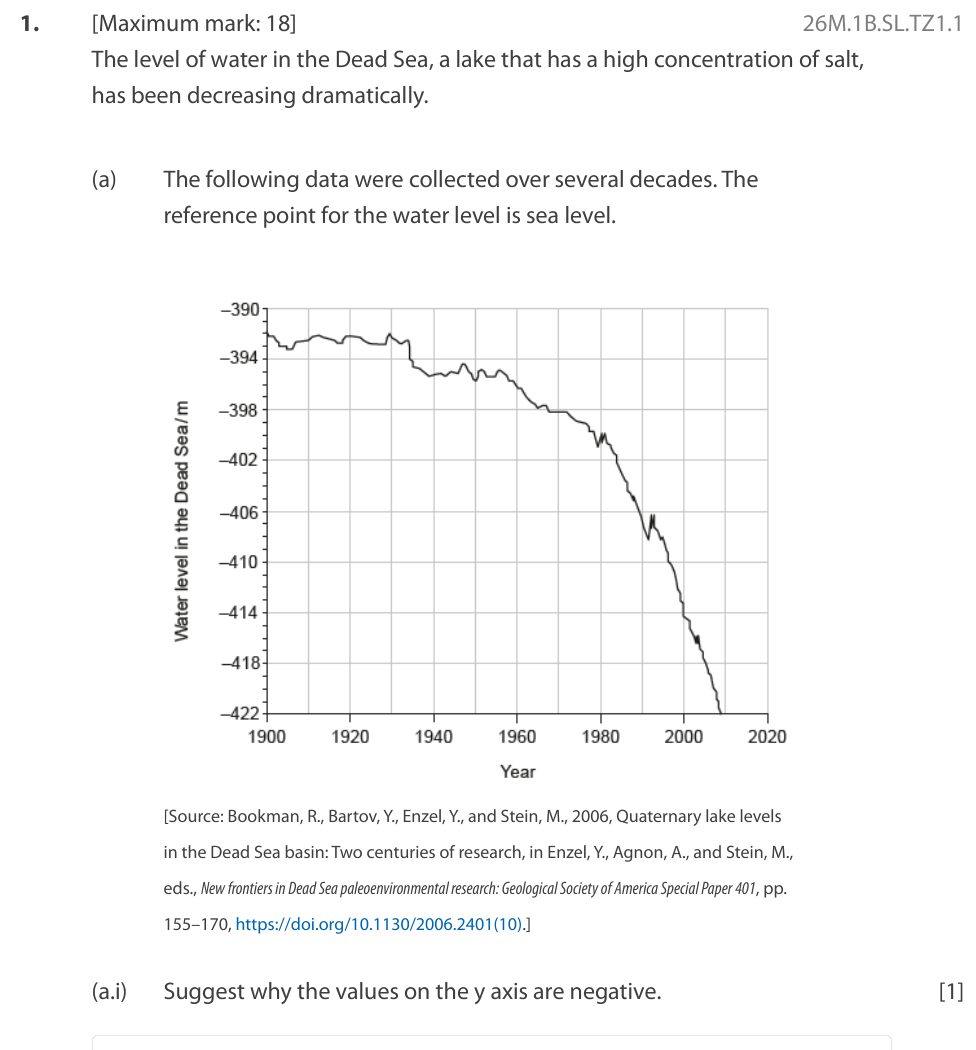 1. [Maximum mark: 18] 26M.1B.SL.TZ1.1
The level of water in the Dead Sea, a lake that has a high concentration of salt,
has been decreasing dramatically.
(a) The following data were collected over several decades. The
reference point for the water level is sea level.
–390
–394
–398
–402
–406
–410
–414
–418
–422
Water level in the Dead Sea/m
1900 1920 1940 1960 1980 2000 2020
Year
[Source: Bookman, R., Bartov, Y., Enzel, Y., and Stein, M., 2006, Quaternary lake levels
in the Dead Sea basin: Two centuries of research, in Enzel, Y., Agnon, A., and Stein, M.,
eds., New frontiers in Dead Sea paleoenvironmental research: Geological Society of America Special Paper 401, pp.
155–170, https://doi.org/10.1130/2006.2401(10).]
(a.i) Suggest why the values on the y axis are negative. [1]